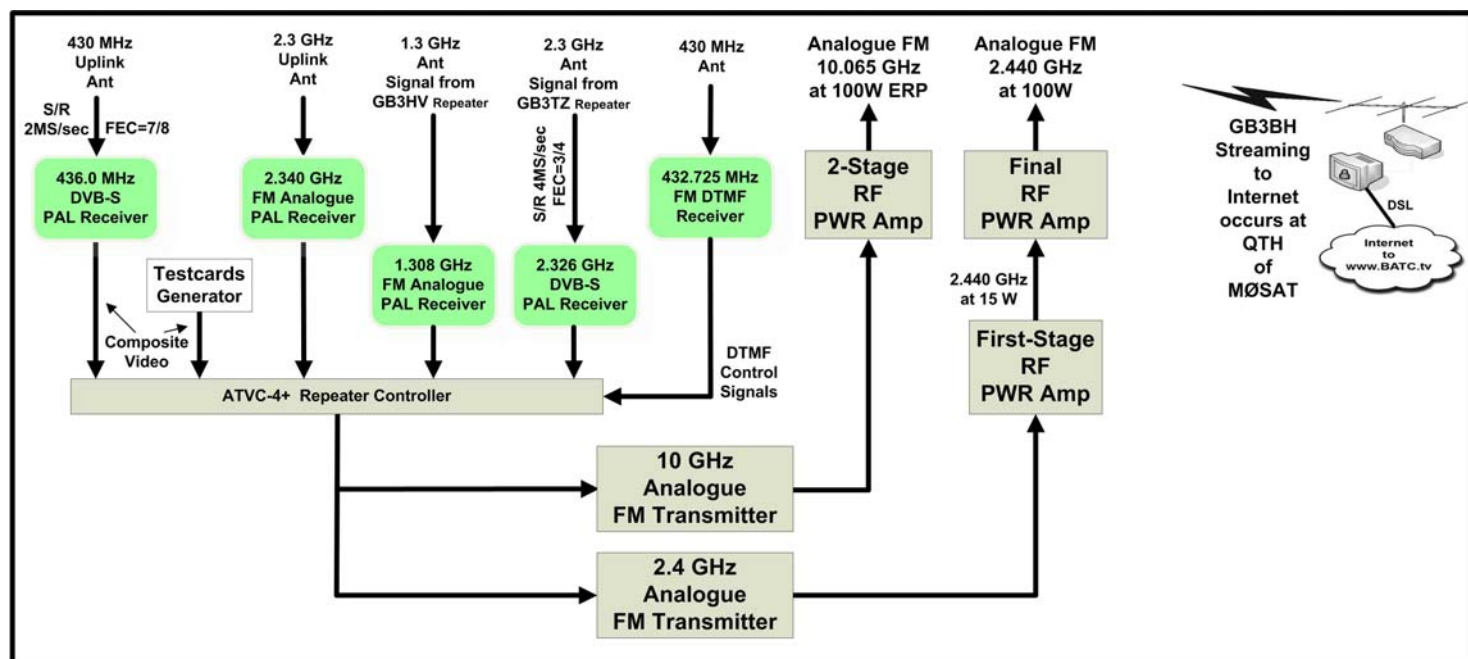 430 MHz
Uplink
Ant
S/R
2MS/sec
FEC=7/8
436.0 MHz
DVB-S
PAL Receiver
2.3 GHz
Uplink
Ant
2.340 GHz
FM Analogue
PAL Receiver
1.3 GHz
Ant
Signal from
GB3HV Repeater
1.308 GHz
FM Analogue
PAL Receiver
2.3 GHz
Ant
Signal from
GB3TZ Repeater
S/R 4MS/sec
FEC=3/4
2.326 GHz
DVB-S
PAL Receiver
430 MHz
Ant
432.725 MHz
FM DTMF
Receiver
Testcards
Generator
Composite
Video
DTMF
Control
Signals
ATVC-4+ Repeater Controller
Analogue FM
10.065 GHz
at 100W ERP
2-Stage
RF
PWR Amp
Analogue FM
2.440 GHz
at 100W
Final
RF
PWR Amp
2.440 GHz
at 15 W
First-Stage
RF
PWR Amp
10 GHz
Analogue
FM Transmitter
2.4 GHz
Analogue
FM Transmitter
GB3BH
Streaming
to
Internet
occurs at
QTH
of
MØSAT
DSL
Internet
to
www.BATC.tv